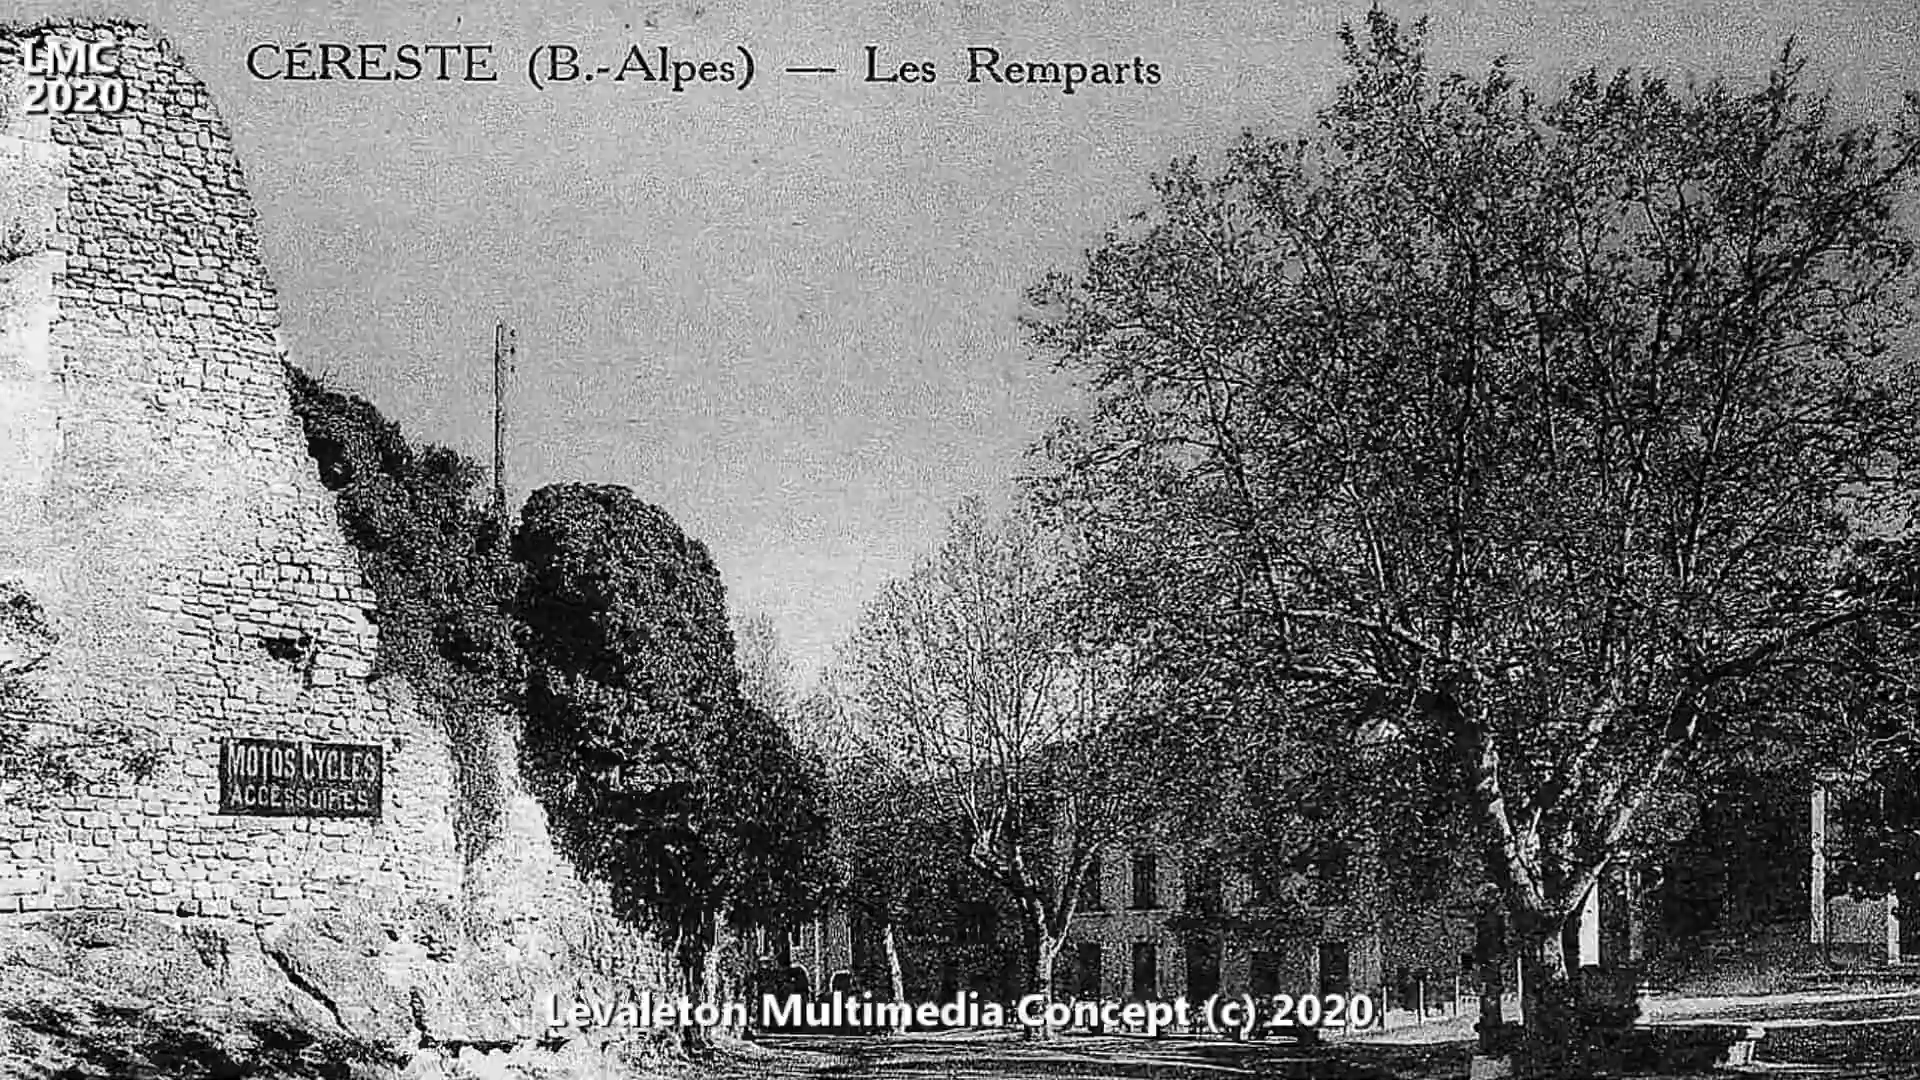 LMC
2020
CÉRESTE (B.-Alpes) — Les Remparts
MOTOS CYCLES
ACCESSOIRES
Levaleton Multimedia Concept (c) 2020